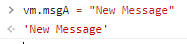 > vm.msgA = "New Message"
< 'New Message'